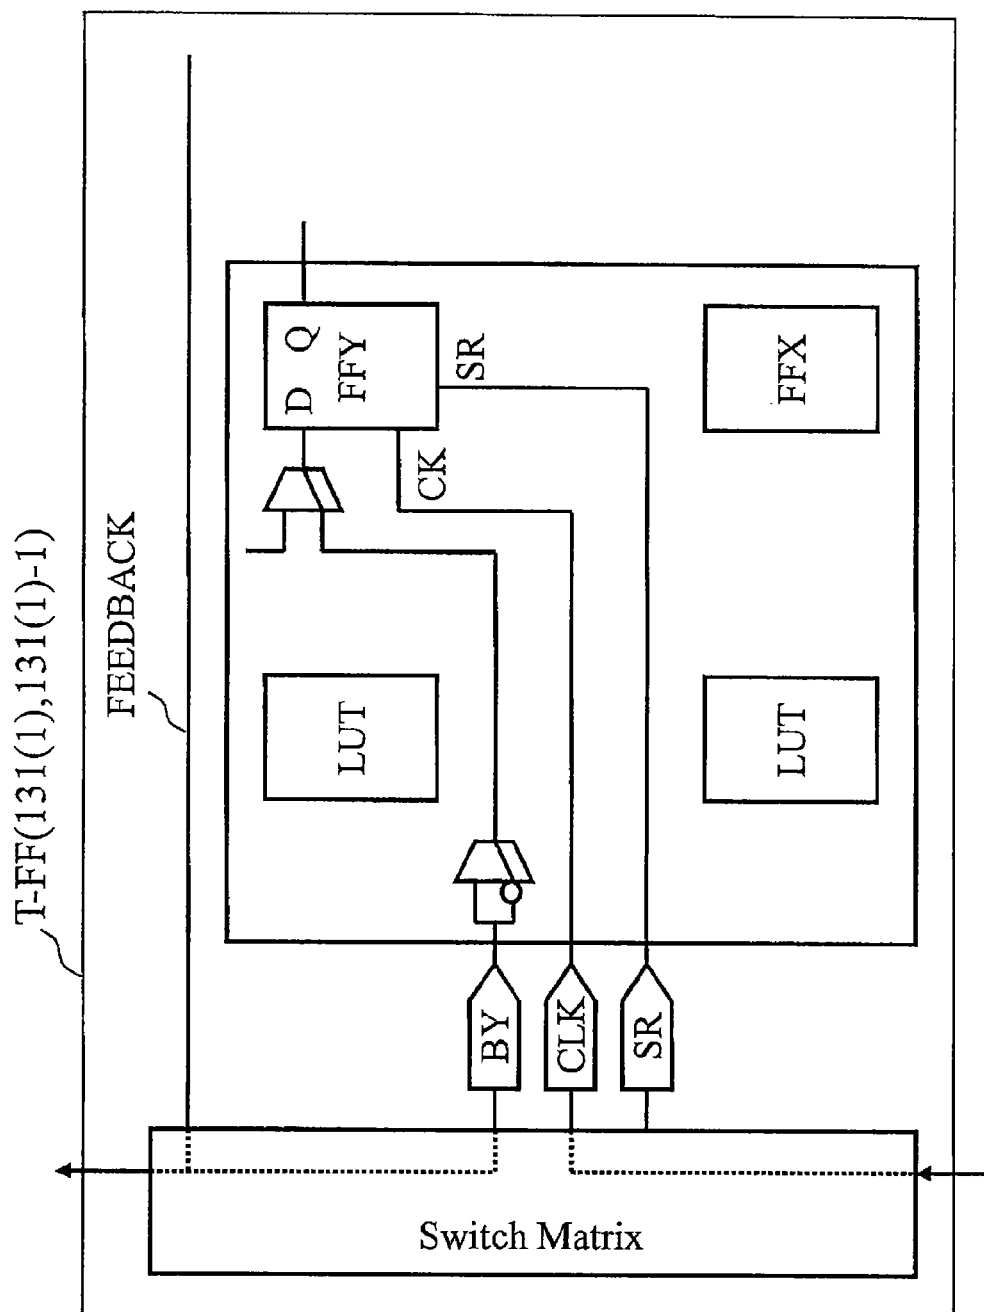 T-FF(131(1),131(1)-1)
FEEDBACK
D Q
FFY
SR
CK
LUT
FFX
LUT
BY
CLK
SR
Switch Matrix